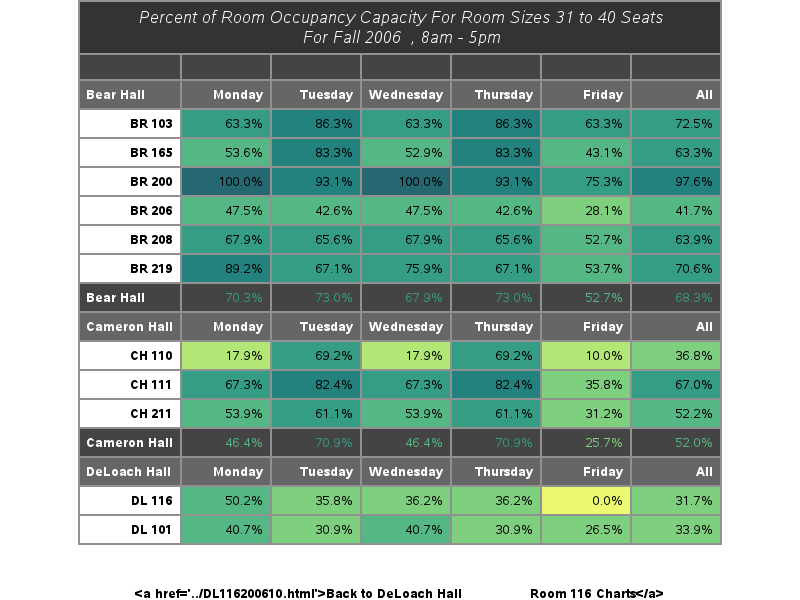 Percent of Room Occupancy Capacity For Room Sizes 31 to 40 Seats
For Fall 2006 , 8am - 5pm
Bear Hall Monday Tuesday Wednesday Thursday Friday All
BR 103 63.3% 86.3% 63.3% 86.3% 63.3% 72.5%
BR 165 53.6% 83.3% 52.9% 83.3% 43.1% 63.3%
BR 200 100.0% 93.1% 100.0% 93.1% 75.3% 97.6%
BR 206 47.5% 42.6% 47.5% 42.6% 28.1% 41.7%
BR 208 67.9% 65.6% 67.9% 65.6% 52.7% 63.9%
BR 219 89.2% 67.1% 75.9% 67.1% 53.7% 70.6%
Bear Hall 70.3% 73.0% 67.9% 73.0% 52.7% 68.3%
Cameron Hall Monday Tuesday Wednesday Thursday Friday All
CH 110 17.9% 69.2% 17.9% 69.2% 10.0% 36.8%
CH 111 67.3% 82.4% 67.3% 82.4% 35.8% 67.0%
CH 211 53.9% 61.1% 53.9% 61.1% 31.2% 52.2%
Cameron Hall 46.4% 70.9% 46.4% 70.9% 25.7% 52.0%
DeLoach Hall Monday Tuesday Wednesday Thursday Friday All
DL 116 50.2% 35.8% 36.2% 36.2% 0.0% 31.7%
DL 101 40.7% 30.9% 40.7% 30.9% 26.5% 33.9%
<a href='../DL116200610.html'>Back to DeLoach Hall Room 116 Charts</a>